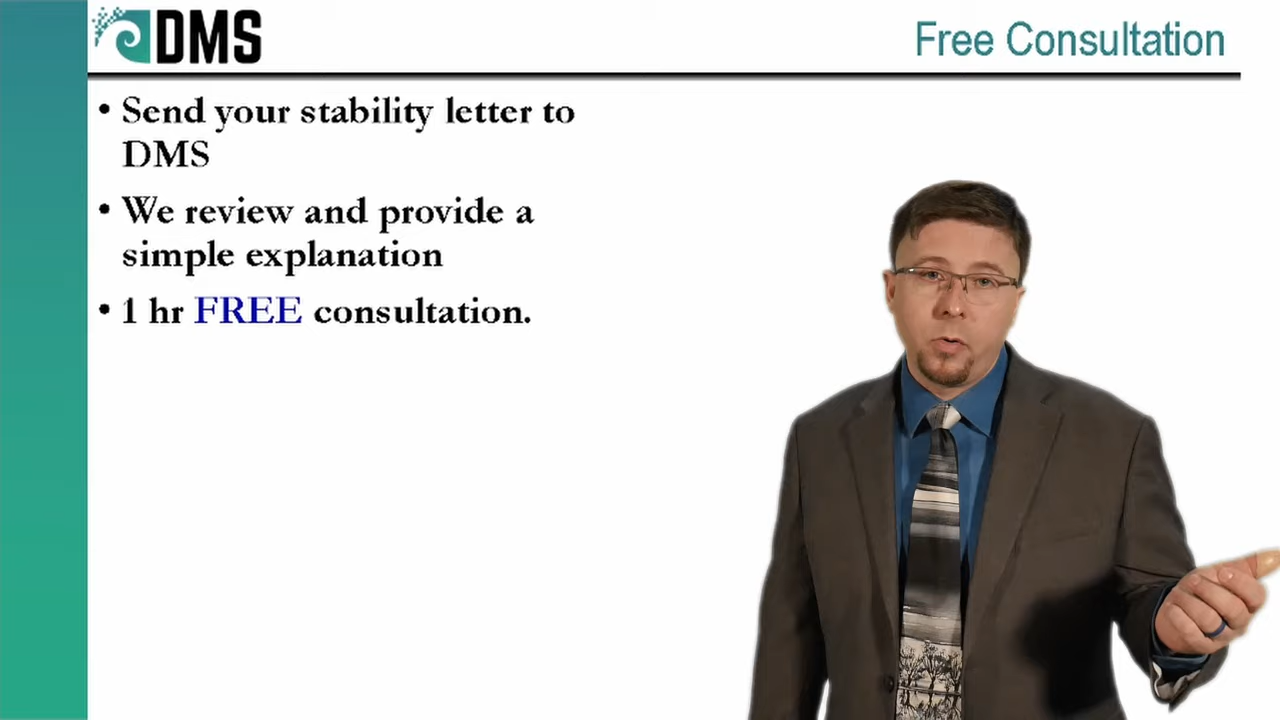 DMS
Free Consultation
• Send your stability letter to
DMS
• We review and provide a
simple explanation
• 1 hr FREE consultation.